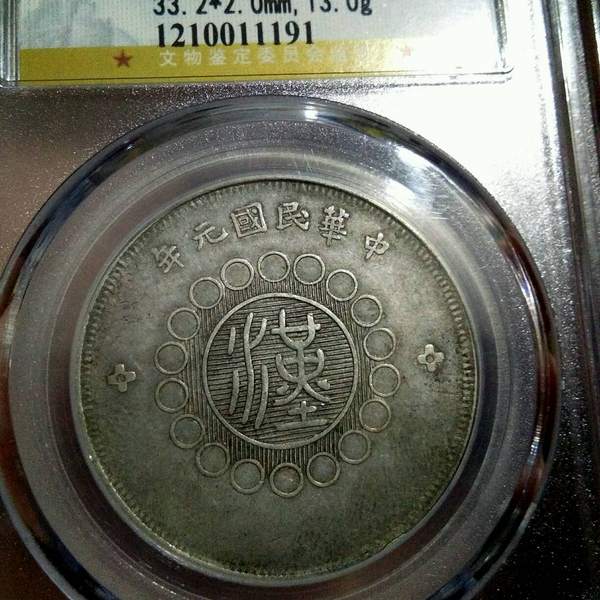 33.2*2.0mm, 13.0g
1210011191
文物鉴定委员会
中華民國元年
漢